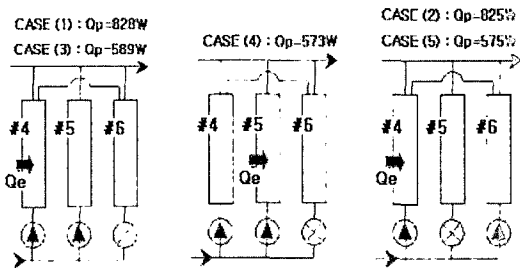 CASE (1) : Qp=828W
CASE (3) : Qp=589W
#4 #5 #6
Qe
CASE (4) : Qp=573W
#4 #5 #6
Qe
CASE (2) : Qp=825W
CASE (5) : Qp=575W
#4 #5 #6
Qe